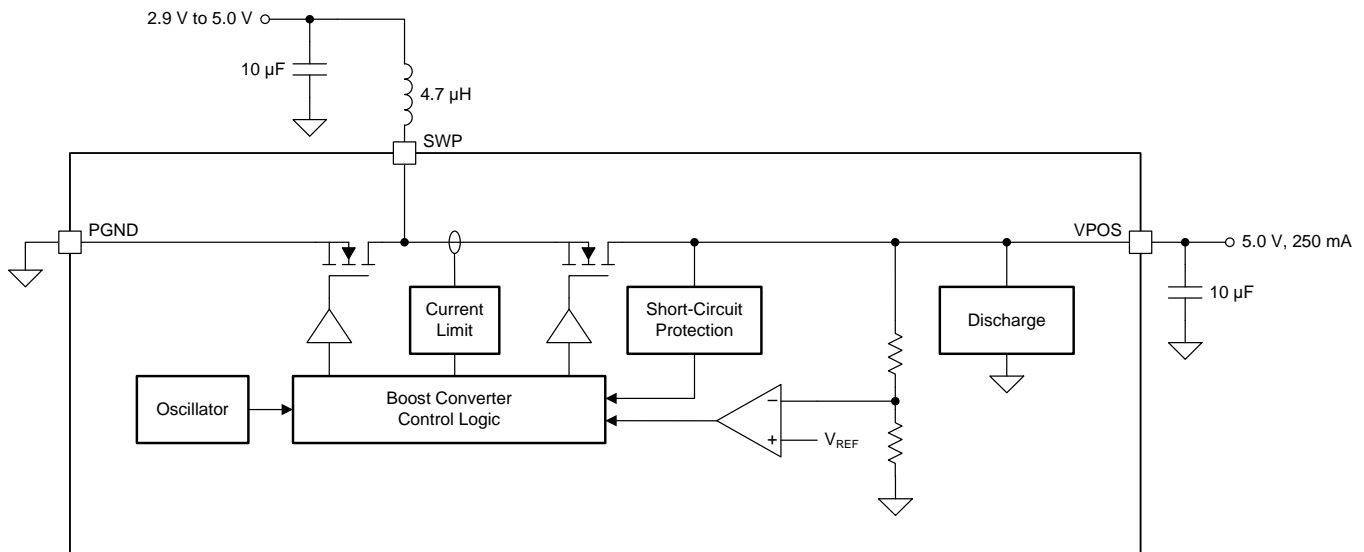 2.9 V to 5.0 V
10 µF
4.7 µH
SWP
PGND
VPOS
5.0 V, 250 mA
10 µF
Current
Limit
Short-Circuit
Protection
Discharge
Oscillator
Boost Converter
Control Logic
−
+
VREF